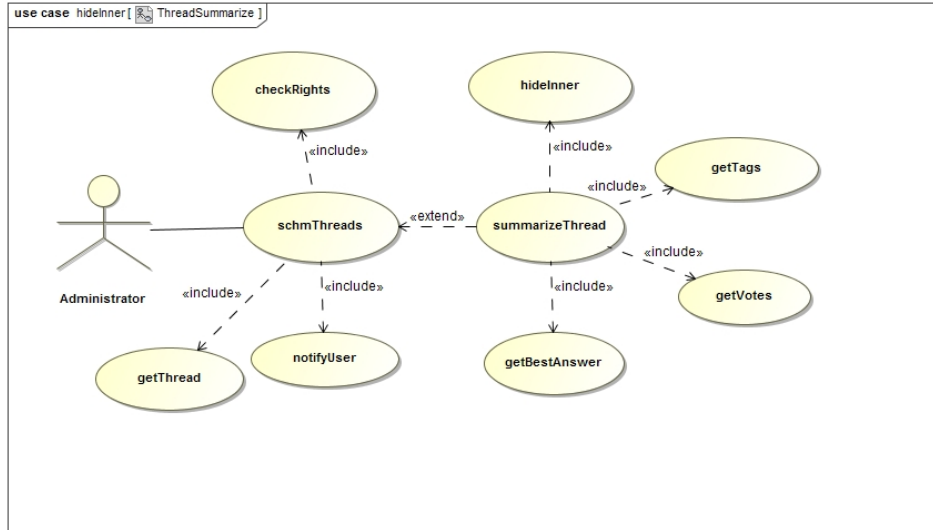 use case hideInner [ ThreadSummarize ]
checkRights
hideInner
«include»
getTags
«include»
schmThreads
«extend»
summarizeThread
«include»
«include»
«include»
«include»
Administrator
getVotes
notifyUser
getThread
getBestAnswer